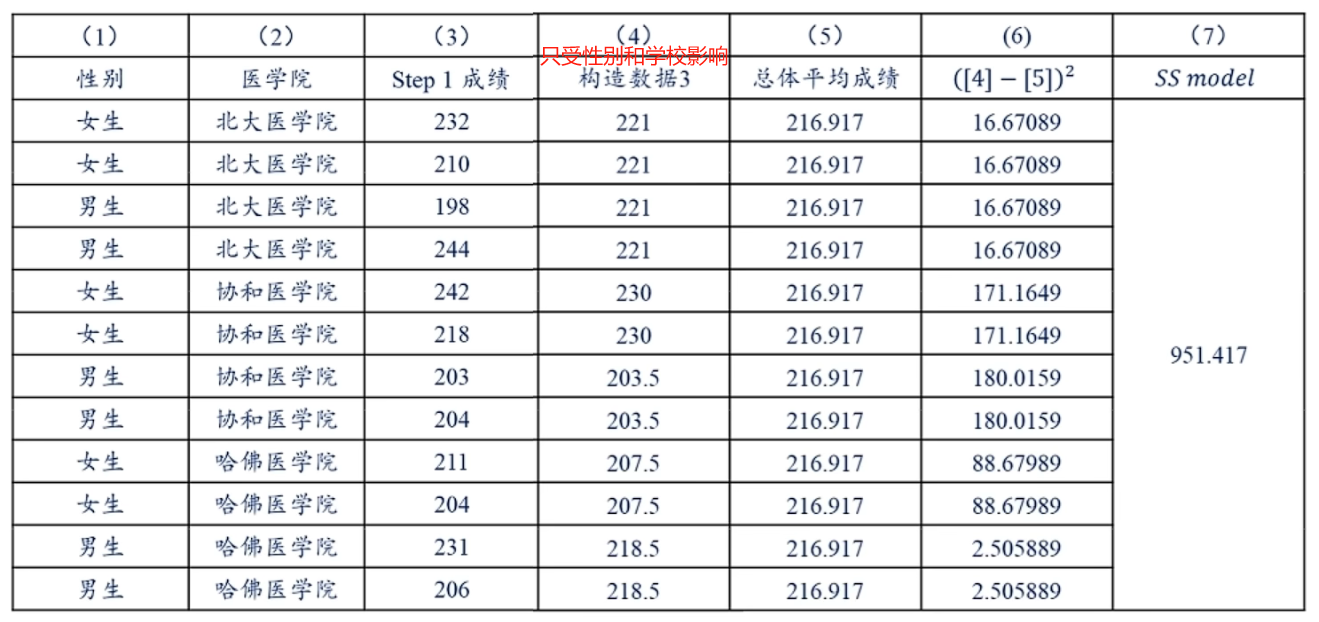 (1) (2) (3) (4) (5) (6) (7)
只受性别和学校影响
性别 医学院 Step 1 成绩 构造数据3 总体平均成绩 ([4] − [5])² SS model
女生 北大医学院 232 221 216.917 16.67089
女生 北大医学院 210 221 216.917 16.67089
男生 北大医学院 198 221 216.917 16.67089
男生 北大医学院 244 221 216.917 16.67089
女生 协和医学院 242 230 216.917 171.1649
女生 协和医学院 218 230 216.917 171.1649
男生 协和医学院 203 203.5 216.917 180.0159
951.417
男生 协和医学院 204 203.5 216.917 180.0159
女生 哈佛医学院 211 207.5 216.917 88.67989
女生 哈佛医学院 204 207.5 216.917 88.67989
男生 哈佛医学院 231 218.5 216.917 2.505889
男生 哈佛医学院 206 218.5 216.917 2.505889